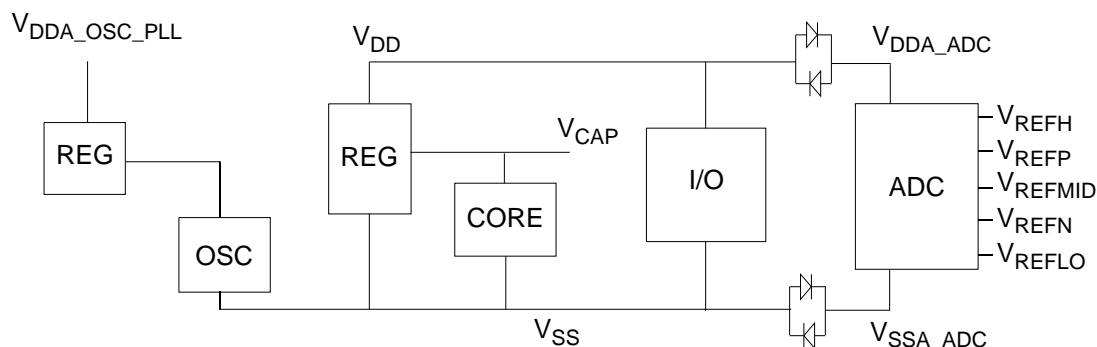 VDDA_OSC_PLL
VDD
VDDA_ADC
REG
REG
VCAP
CORE
OSC
I/O
ADC
VREFH
VREFP
VREFMID
VREFN
VREFLO
VSS
VSSA_ADC